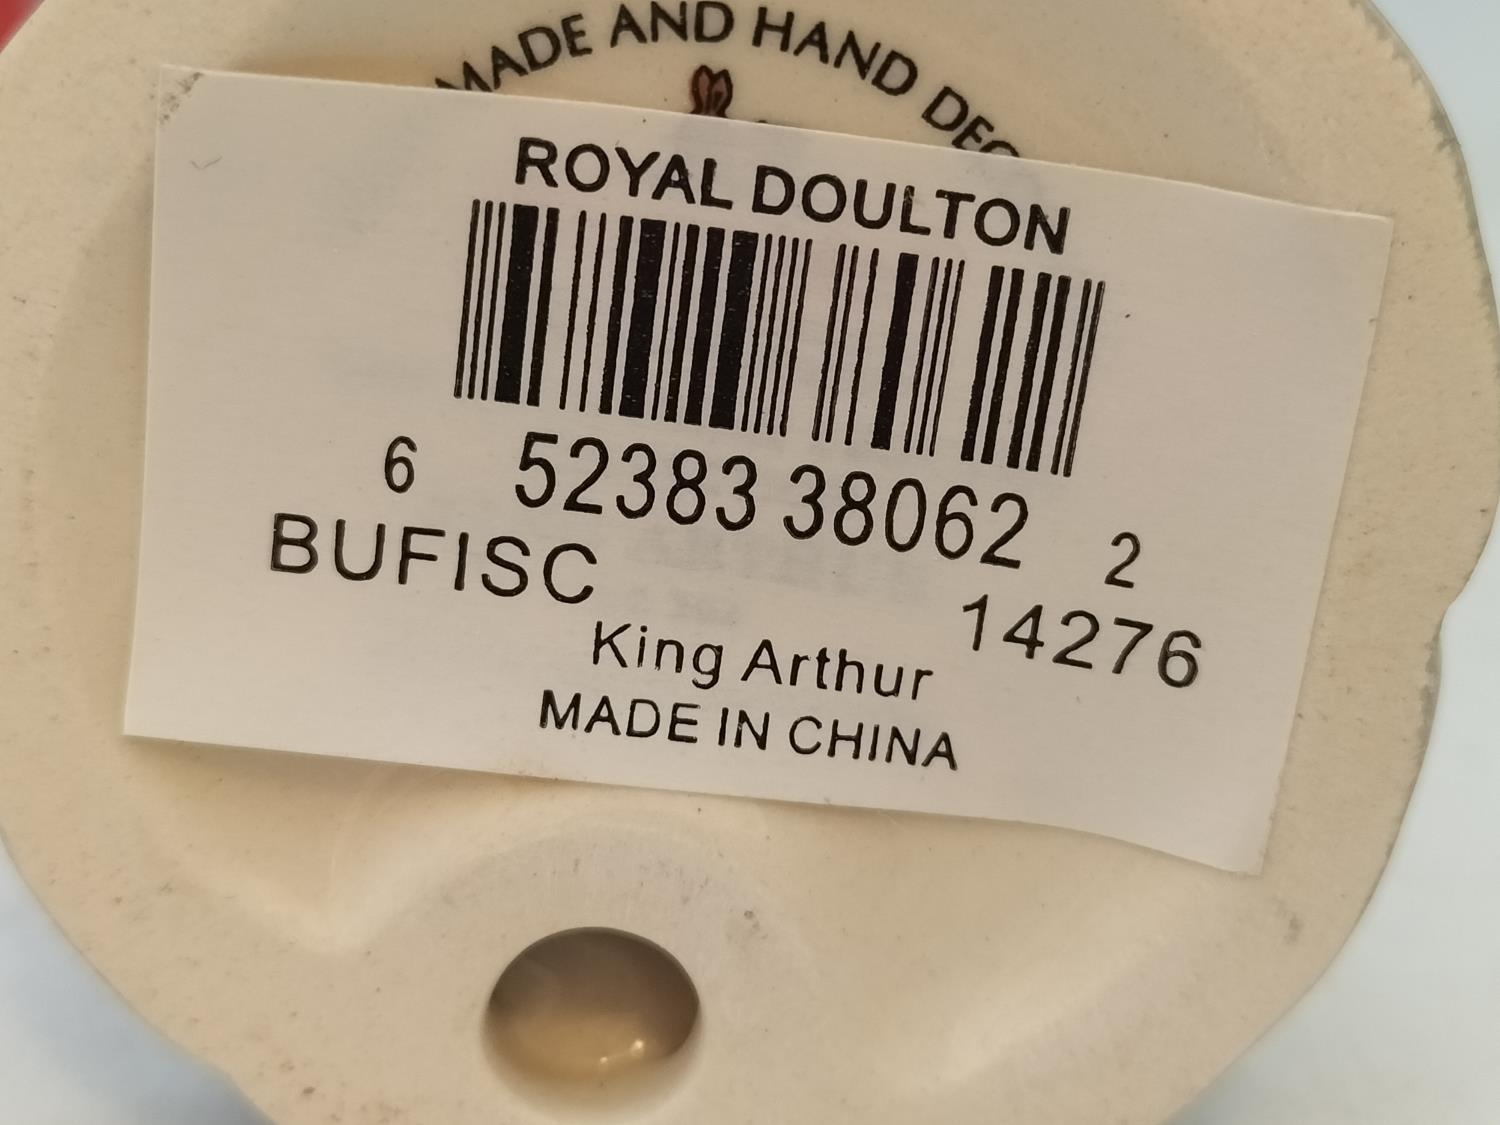 MADE AND HAND DEC
ROYAL DOULTON
6 52383 38062 2
BUFISC 14276
King Arthur
MADE IN CHINA